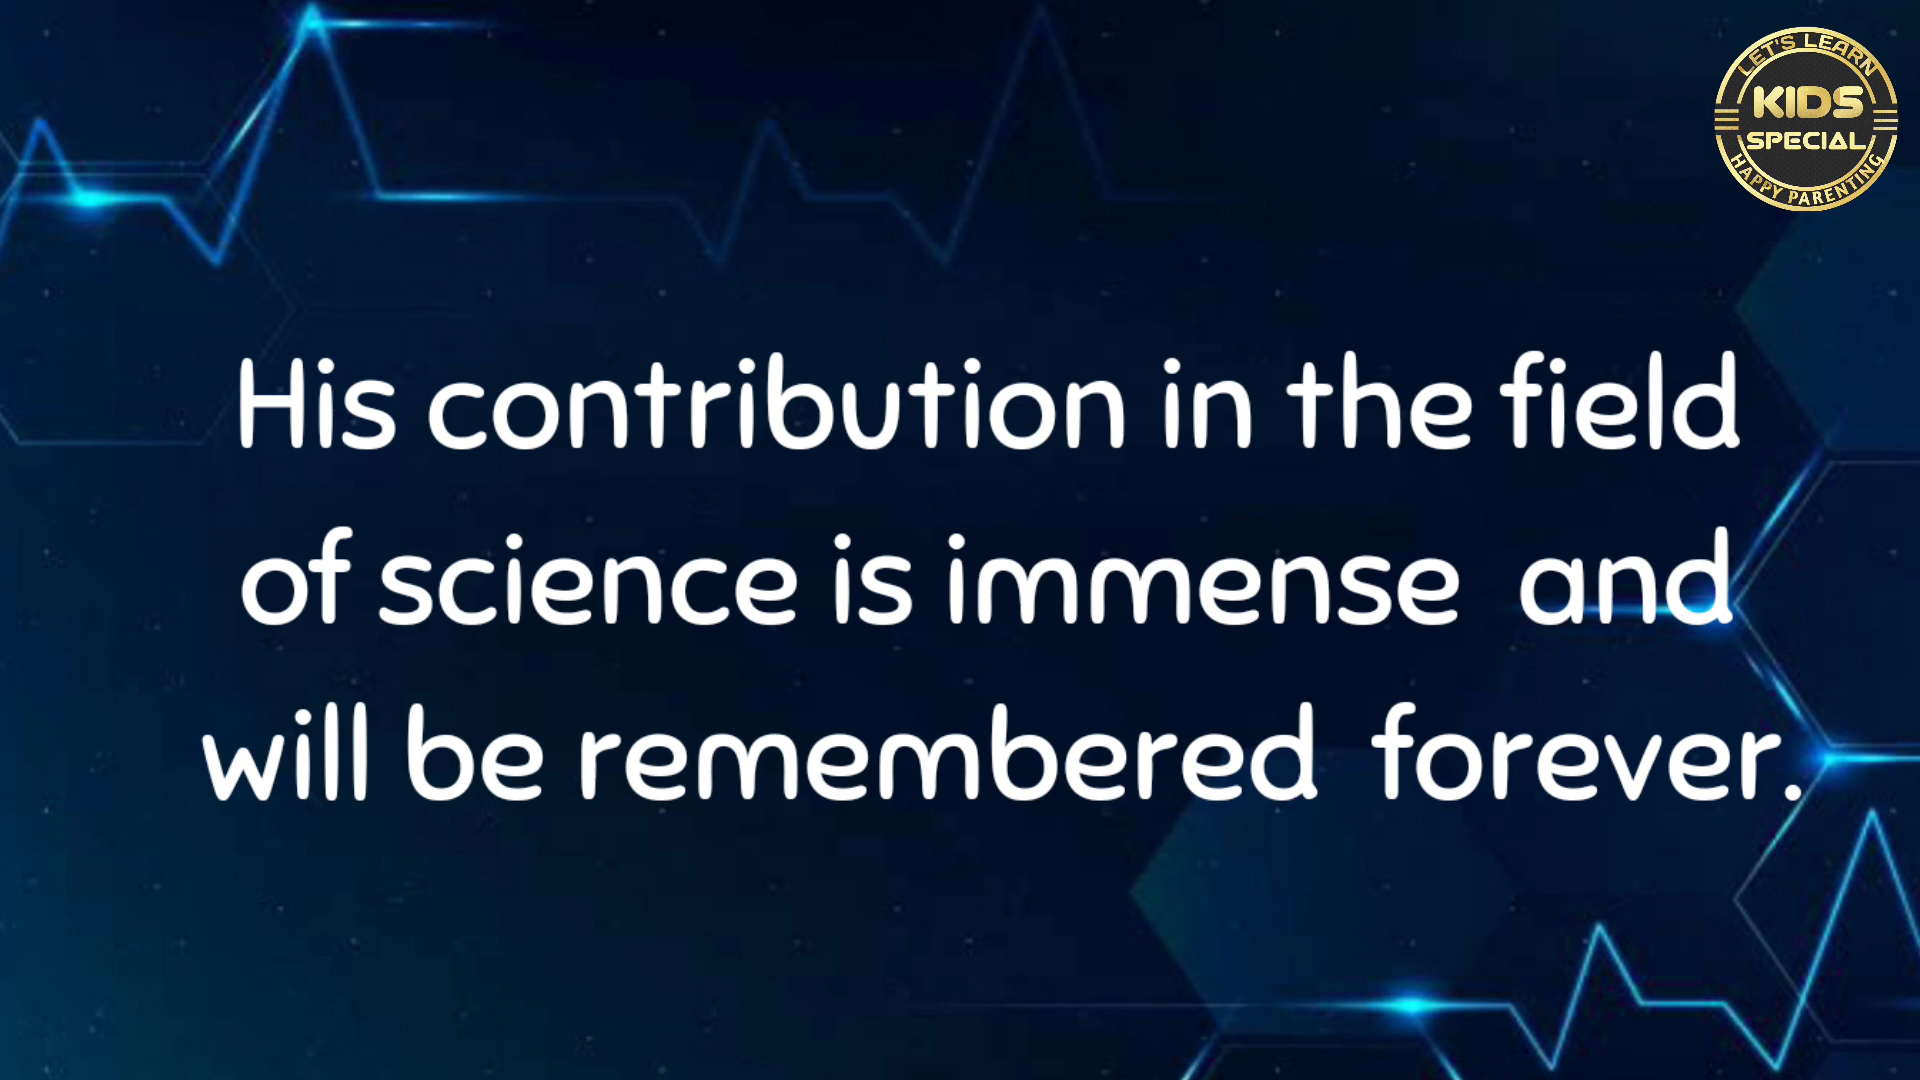 LET'S LEARN
KIDS
SPECIAL
HAPPY PARENTING
His contribution in the field
of science is immense and
will be remembered forever.